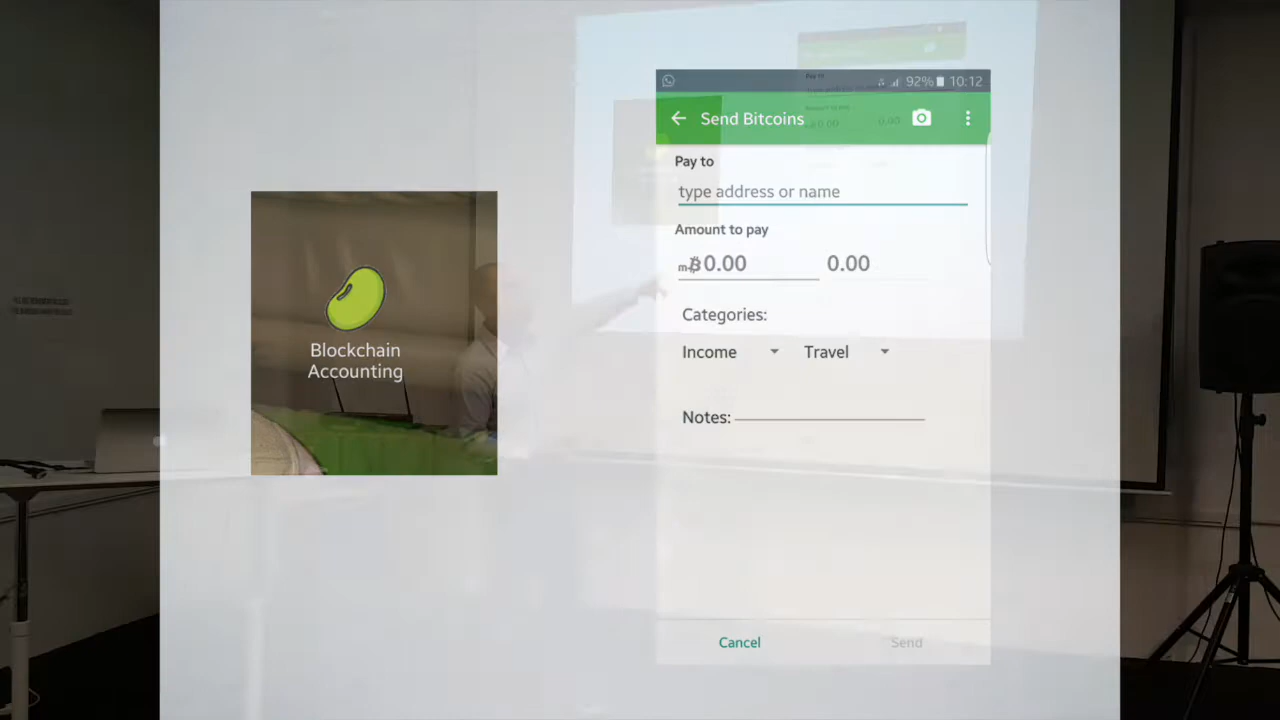 92% 10:12
Send Bitcoins
Pay to
type address or name
Amount to pay
m฿0.00 0.00
Categories:
Income Travel
Notes:
Cancel Send
Blockchain
Accounting